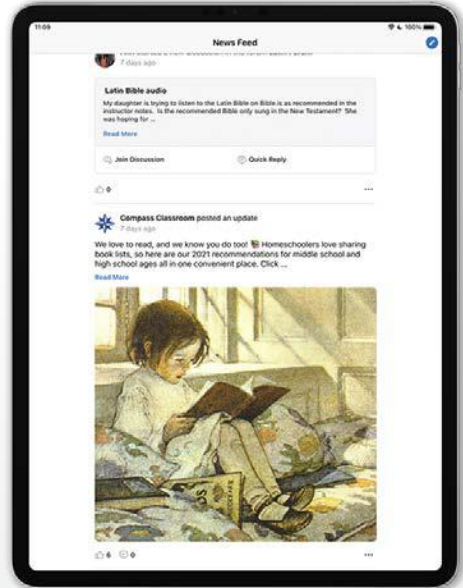 11:09
100%
News Feed
7 days ago
Latin Bible audio
My daughter is trying to listen to the Latin Bible on Bible is as recommended in the
instructor notes. Is the recommended Bible only sung in the New Testament? She
was hoping for ...
Read More
Join Discussion
Quick Reply
0
Compass Classroom posted an update
7 days ago
We love to read, and we know you do too! 📚 Homeschoolers love sharing
book lists, so here are our 2021 recommendations for middle school and
high school ages all in one convenient place. Click ...
Read More
6
0